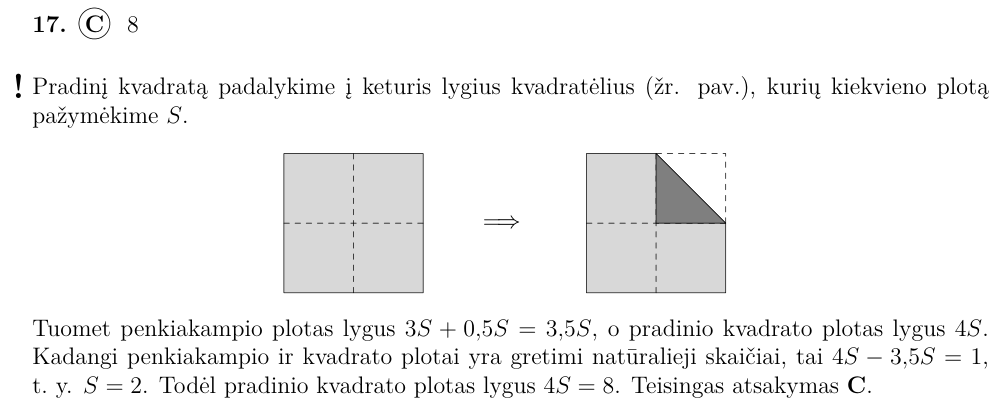 17. C 8
! Pradinį kvadratą padalykime į keturis lygius kvadratėlius (žr. pav.), kurių kiekvieno plotą
pažymėkime S.
⟹
Tuomet penkiakampio plotas lygus 3S + 0,5S = 3,5S, o pradinio kvadrato plotas lygus 4S.
Kadangi penkiakampio ir kvadrato plotai yra gretimi natūralieji skaičiai, tai 4S − 3,5S = 1,
t. y. S = 2. Todėl pradinio kvadrato plotas lygus 4S = 8. Teisingas atsakymas C.